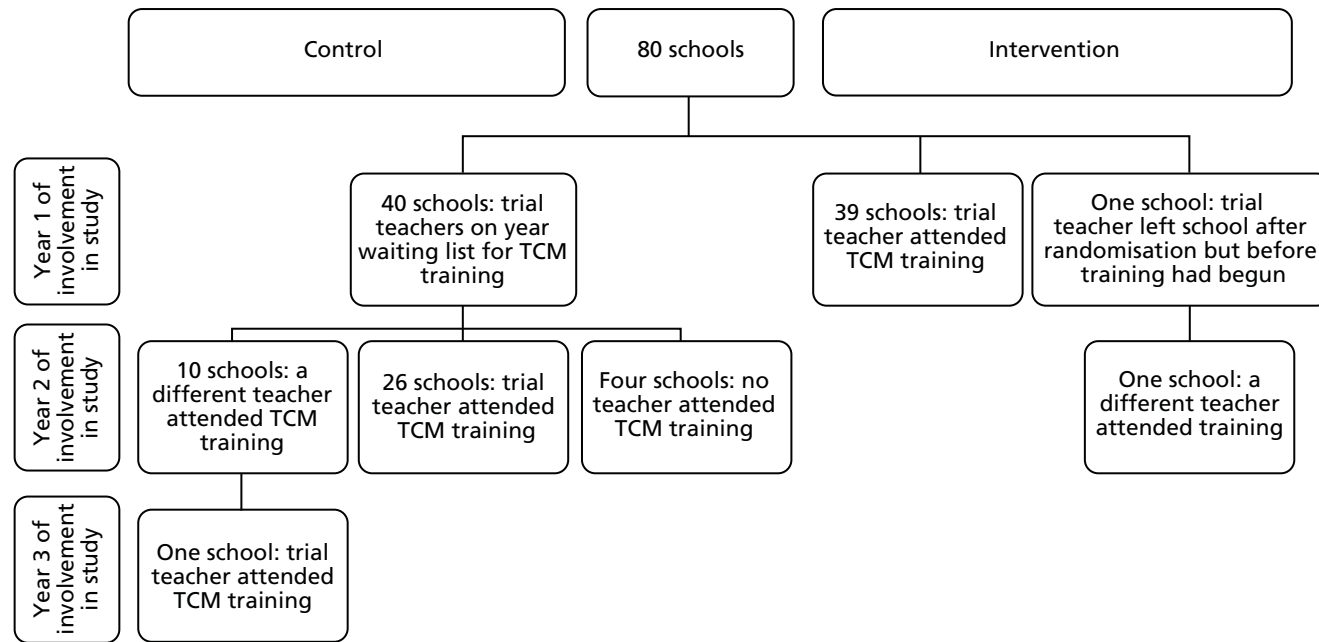 Control
80 schools
Intervention
Year 1 of
involvement
in study
40 schools: trial
teachers on year
waiting list for TCM
training
39 schools: trial
teacher attended
TCM training
One school: trial
teacher left school after
randomisation but before
training had begun
Year 2 of
involvement
in study
10 schools: a
different teacher
attended TCM
training
26 schools: trial
teacher attended
TCM training
Four schools: no
teacher attended
TCM training
One school: a
different teacher
attended training
Year 3 of
involvement
in study
One school: trial
teacher attended
TCM training